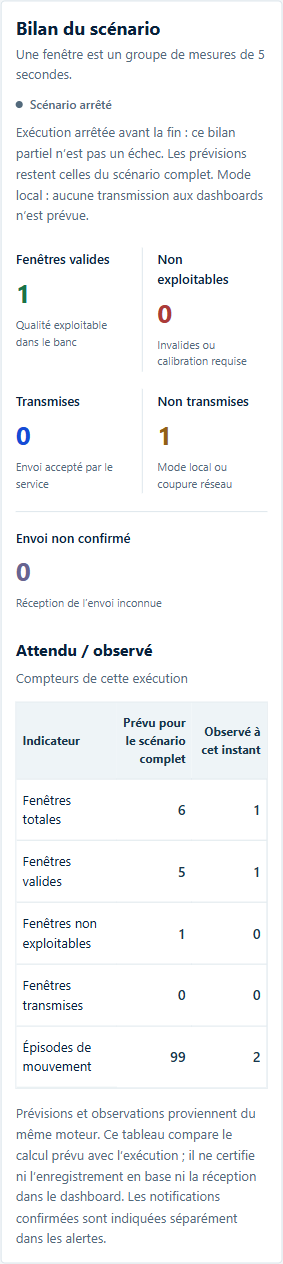 Bilan du scénario
Une fenêtre est un groupe de mesures de 5
secondes.
Scénario arrêté
Exécution arrêtée avant la fin : ce bilan
partiel n’est pas un échec. Les prévisions
restent celles du scénario complet. Mode
local : aucune transmission aux dashboards
n’est prévue.
Fenêtres valides
1
Qualité exploitable
dans le banc
Non
exploitables
0
Invalides ou
calibration requise
Transmises
0
Envoi accepté par le
service
Non transmises
1
Mode local ou
coupure réseau
Envoi non confirmé
0
Réception de l’envoi inconnue
Attendu / observé
Compteurs de cette exécution
Indicateur
Prévu pour
le scénario
complet
Observé à
cet instant
Fenêtres
totales
6
1
Fenêtres
valides
5
1
Fenêtres non
exploitables
1
0
Fenêtres
transmises
0
0
Épisodes de
mouvement
99
2
Prévisions et observations proviennent du
même moteur. Ce tableau compare le
calcul prévu avec l’exécution ; il ne certifie
ni l’enregistrement en base ni la réception
dans le dashboard. Les notifications
confirmées sont indiquées séparément
dans les alertes.